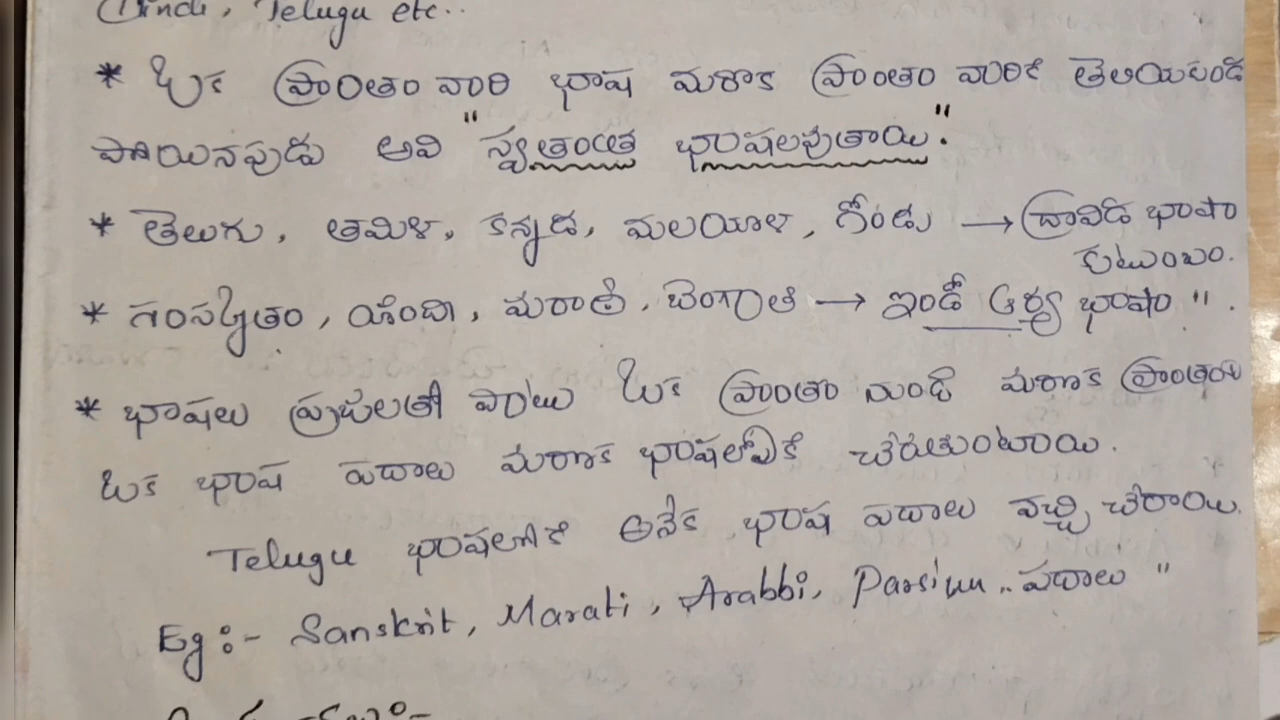 Hindi, Telugu etc..
* ఒక ప్రాంతం వారి భాష మరొక ప్రాంతం వారికి తెలియకుండి
పోయినపుడు అవి "స్వతంత్ర భాషలవుతాయి".
* తెలుగు, తమిళ, కన్నడ, మలయాళ, గోండు → ద్రావిడ భాషా
కుటుంబం.
* సంస్కృతం, హిందీ, మరాఠీ, బెంగాలీ → ఇండో ఆర్య భాషా ".
* భాషలు ప్రజలతో పాటు ఒక ప్రాంతం నుండి మరొక ప్రాంతంకు
ఒక భాష పదాలు మరొక భాషలోనికి చేరుతుంటాయి.
Telugu భాషలోకి అనేక భాష పదాలు వచ్చి చేరాయి.
Eg:- Sanskrit, Marati, Arabbi, .. పదాలు "